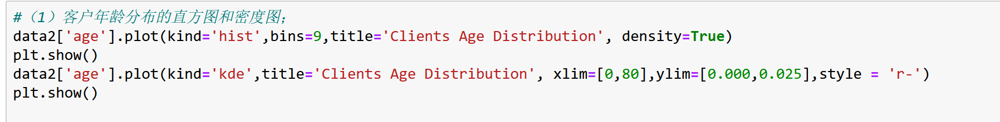 #（1）客户年龄分布的直方图和密度图；
data2['age'].plot(kind='hist',bins=9,title='Clients Age Distribution', density=True)
plt.show()
data2['age'].plot(kind='kde',title='Clients Age Distribution', xlim=[0,80],ylim=[0.000,0.025],style = 'r-')
plt.show()